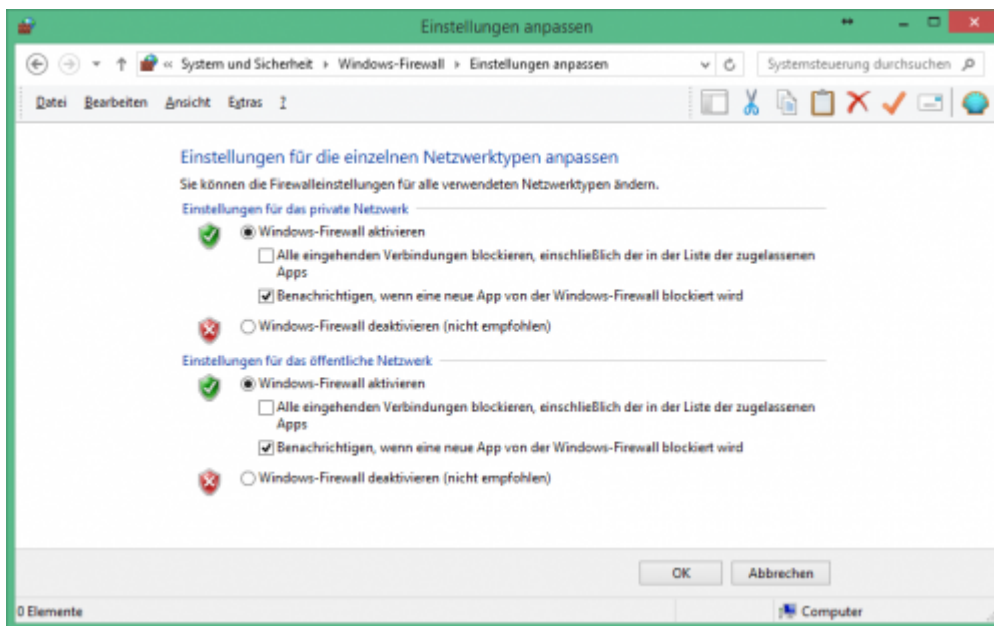 Einstellungen anpassen
« System und Sicherheit › Windows-Firewall › Einstellungen anpassen
Systemsteuerung durchsuchen
Datei Bearbeiten Ansicht Extras ?
Einstellungen für die einzelnen Netzwerktypen anpassen
Sie können die Firewalleinstellungen für alle verwendeten Netzwerktypen ändern.
Einstellungen für das private Netzwerk
Windows-Firewall aktivieren
Alle eingehenden Verbindungen blockieren, einschließlich der in der Liste der zugelassenen
Apps
Benachrichtigen, wenn eine neue App von der Windows-Firewall blockiert wird
Windows-Firewall deaktivieren (nicht empfohlen)
Einstellungen für das öffentliche Netzwerk
Windows-Firewall aktivieren
Alle eingehenden Verbindungen blockieren, einschließlich der in der Liste der zugelassenen
Apps
Benachrichtigen, wenn eine neue App von der Windows-Firewall blockiert wird
Windows-Firewall deaktivieren (nicht empfohlen)
OK Abbrechen
0 Elemente Computer